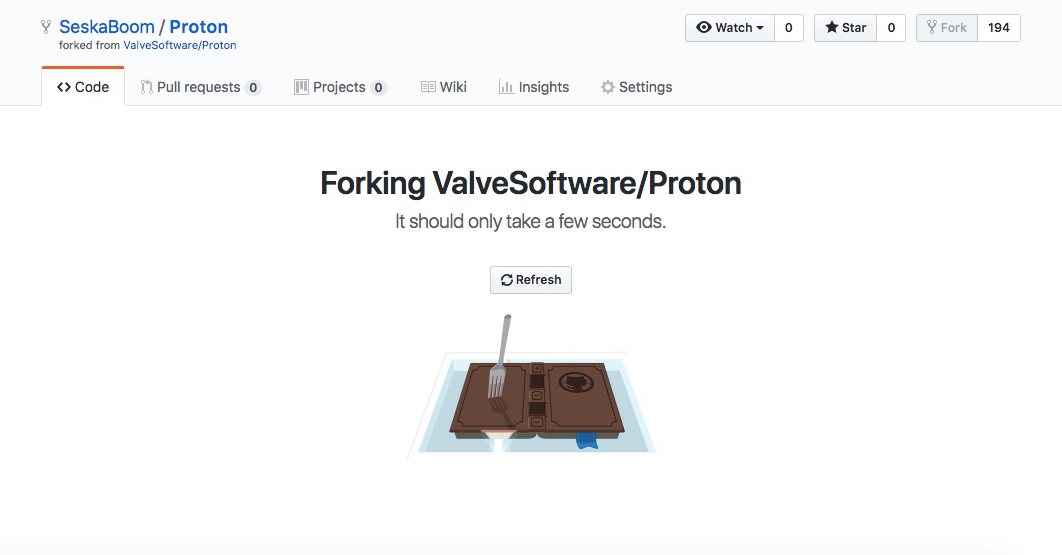 SeskaBoom / Proton
forked from ValveSoftware/Proton
Watch 0 Star 0 Fork 194
Code Pull requests 0 Projects 0 Wiki Insights Settings
Forking ValveSoftware/Proton
It should only take a few seconds.
Refresh